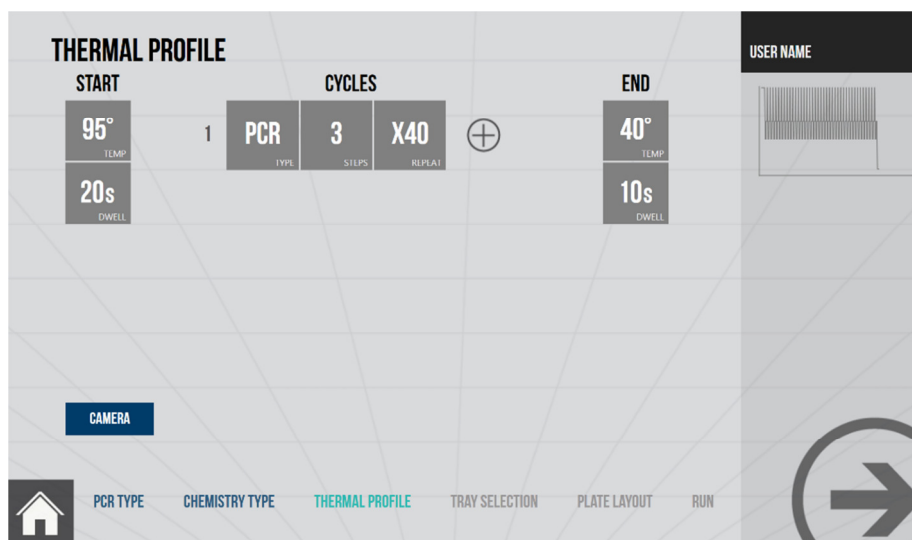 THERMAL PROFILE
USER NAME
START
CYCLES
END
95°
TEMP
20s
DWELL
1
PCR
TYPE
3
STEPS
X40
REPEAT
40°
TEMP
10s
DWELL
CAMERA
PCR TYPE
CHEMISTRY TYPE
THERMAL PROFILE
TRAY SELECTION
PLATE LAYOUT
RUN